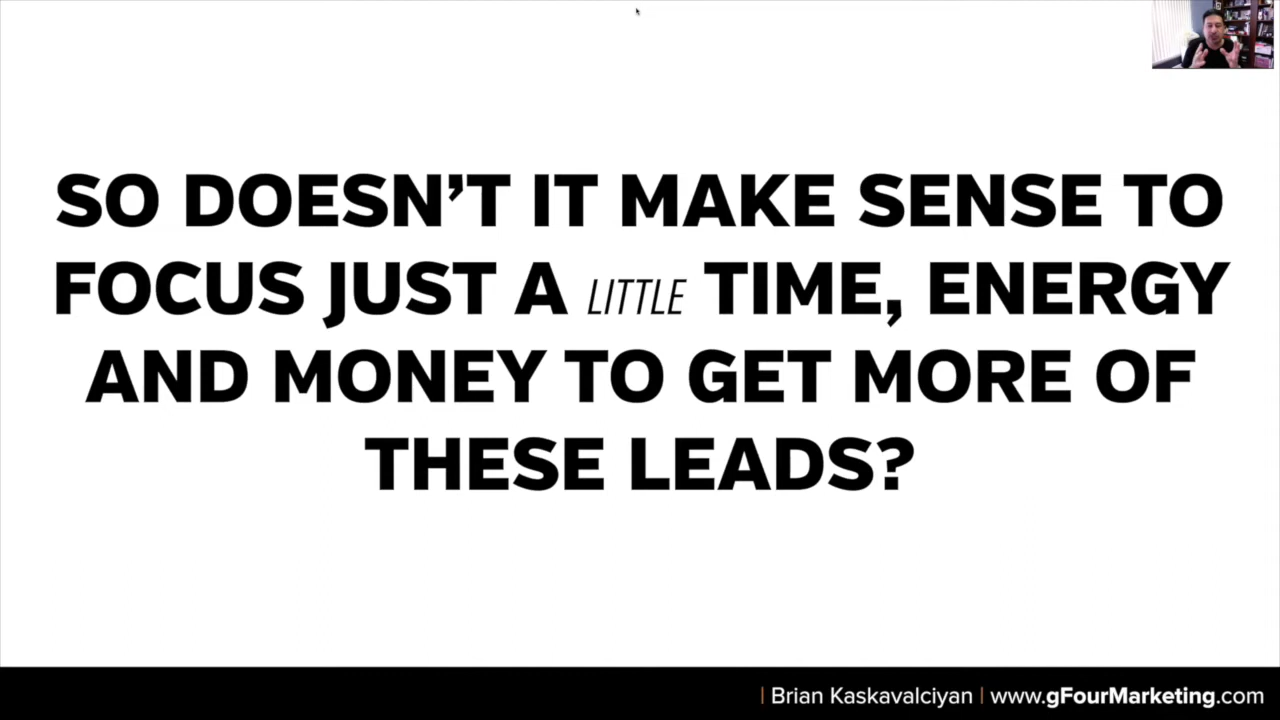 SO DOESN’T IT MAKE SENSE TO
FOCUS JUST A LITTLE TIME, ENERGY
AND MONEY TO GET MORE OF
THESE LEADS?
| Brian Kaskavalciyan | www.gFourMarketing.com